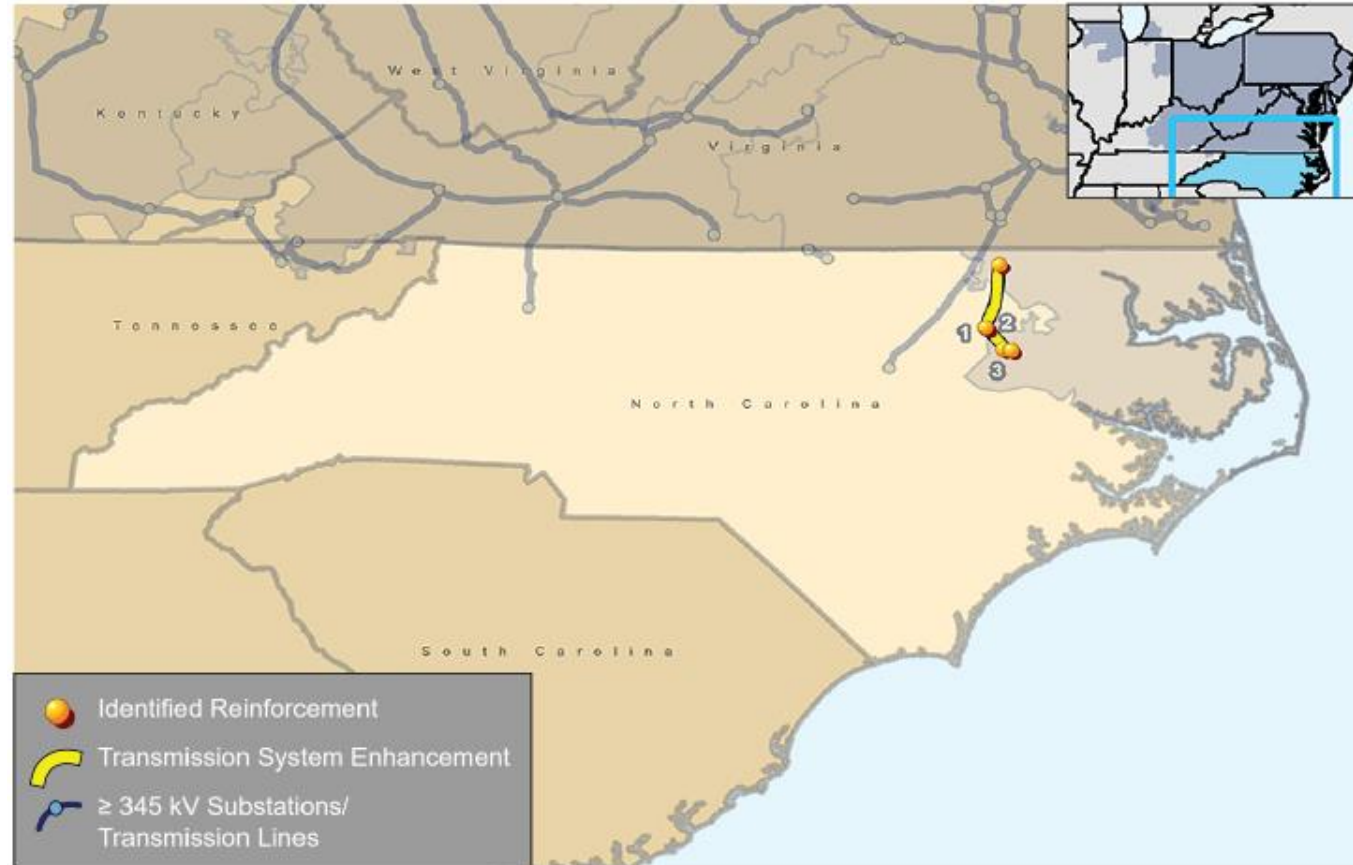 West Virginia
Kentucky
Virginia
Tennessee
1
2
3
North Carolina
South Carolina
Identified Reinforcement
Transmission System Enhancement
≥ 345 kV Substations/
Transmission Lines